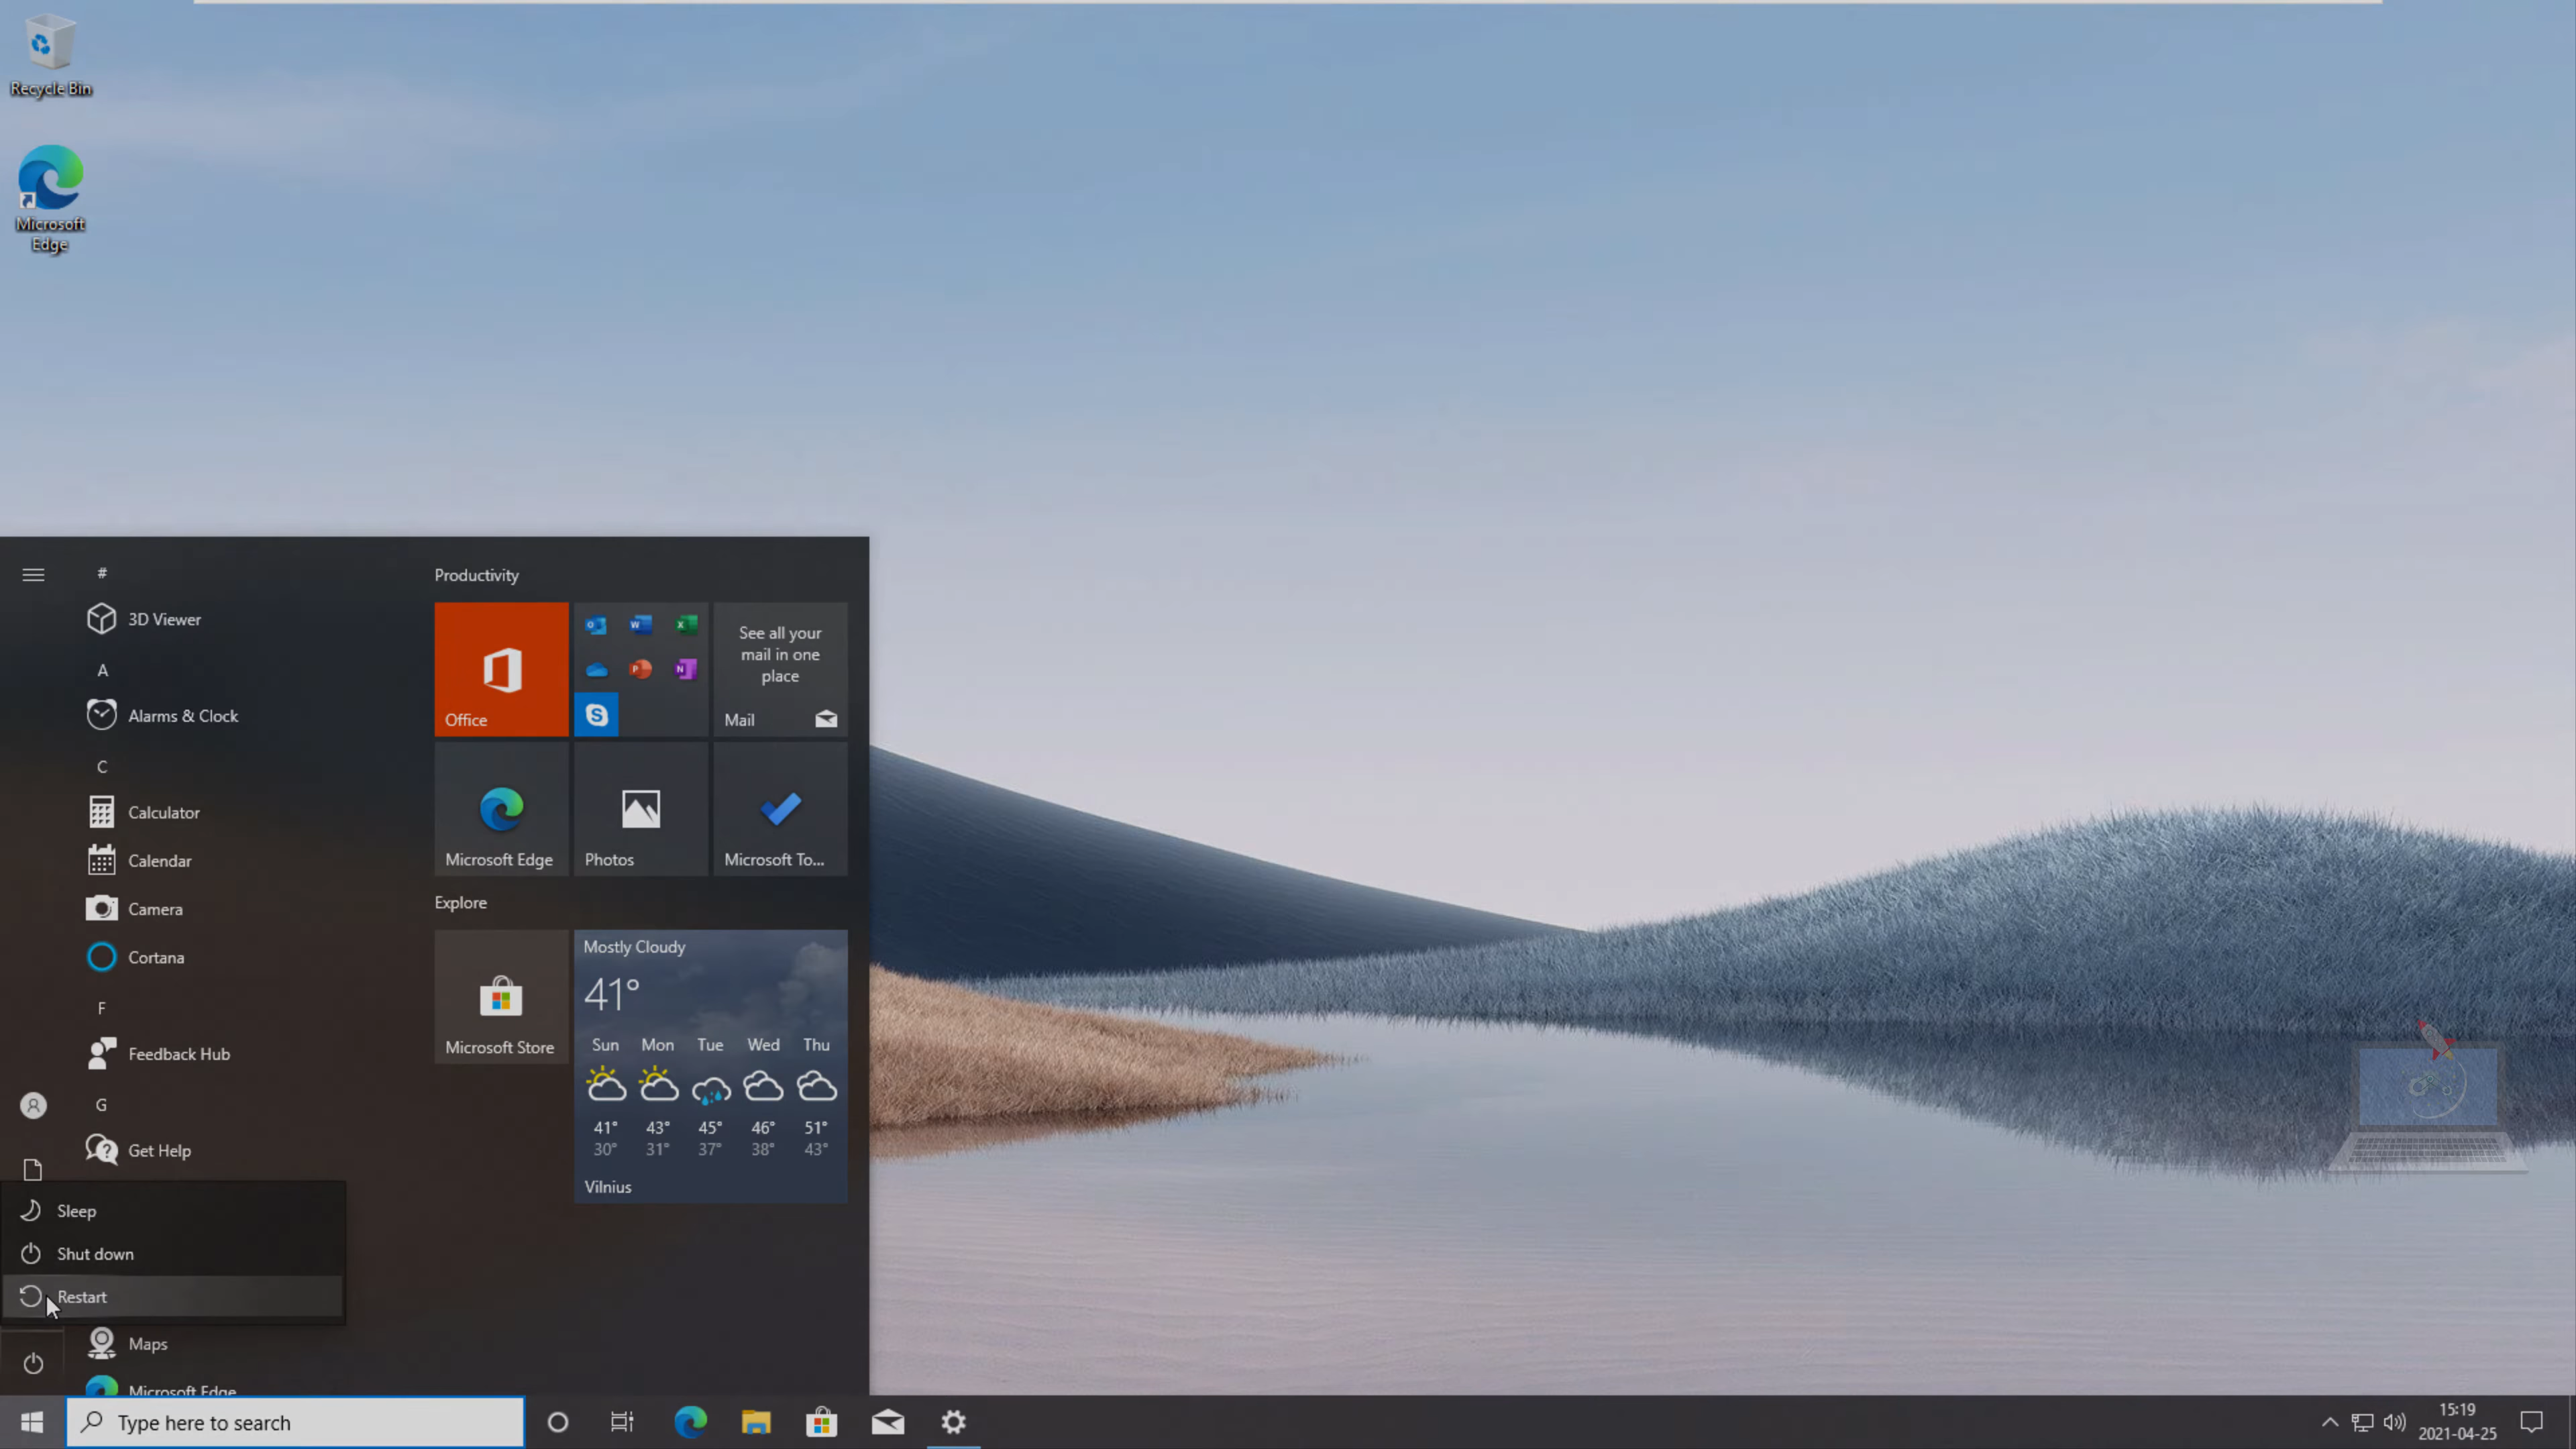 Recycle Bin
Microsoft
Edge
#
3D Viewer
A
Alarms & Clock
C
Calculator
Calendar
Camera
Cortana
F
Feedback Hub
G
Get Help
Sleep
Shut down
Restart
Maps
Microsoft Edge
Productivity
Office
See all your
mail in one
place
Mail
Microsoft Edge
Photos
Microsoft To...
Explore
Microsoft Store
Mostly Cloudy
41°
Sun Mon Tue Wed Thu
41° 43° 45° 46° 51°
30° 31° 37° 38° 43°
Vilnius
Type here to search
15:19
2021-04-25